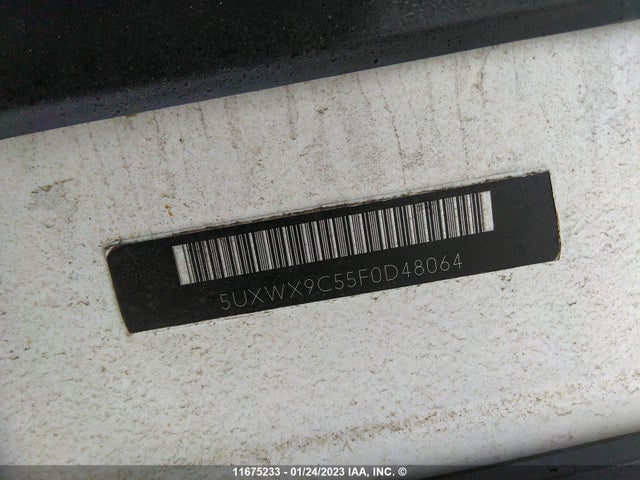 5UXWX9C55F0D48064
11675233 - 01/24/2023 IAA, INC. ©